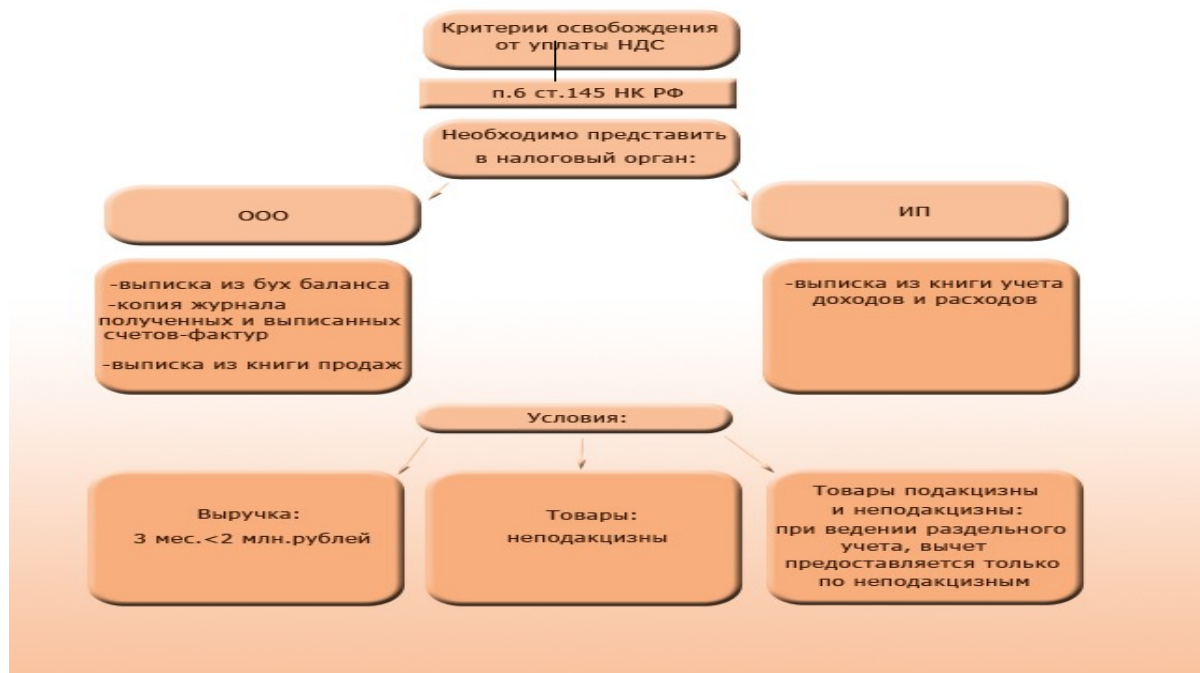 Критерии освобождения
от уплаты НДС
п.6 ст.145 НК РФ
Необходимо представить
в налоговый орган:
ООО
ИП
-выписка из бух баланса
-копия журнала
полученных и выписанных
счетов-фактур
-выписка из книги продаж
-выписка из книги учета
доходов и расходов
Условия:
Выручка:
3 мес.<2 млн.рублей
Товары:
неподакцизны
Товары подакцизны
и неподакцизны:
при ведении раздельного
учета, вычет
предоставляется только
по неподакцизным